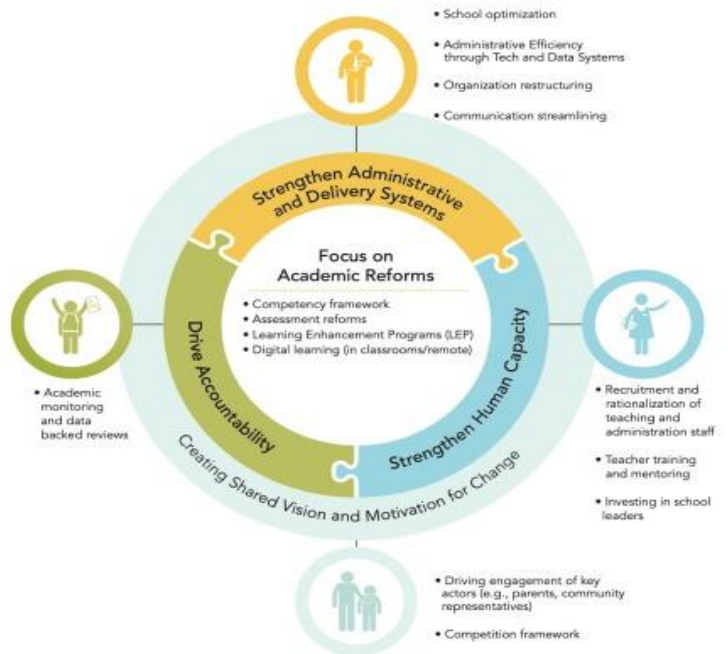 • School optimization
• Administrative Efficiency
through Tech and Data Systems
• Organization restructuring
• Communication streamlining
Strengthen Administrative
and Delivery Systems
Focus on
Academic Reforms
• Competency framework
• Assessment reforms
• Learning Enhancement Programs (LEP)
• Digital learning (in classrooms/remote)
Drive Accountability
Strengthen Human Capacity
• Academic
monitoring
and data
backed reviews
• Recruitment and
rationalization of
teaching and
administration staff
• Teacher training
and mentoring
• Investing in school
leaders
Creating Shared Vision and Motivation for Change
• Driving engagement of key
actors (e.g., parents, community
representatives)
• Competition framework